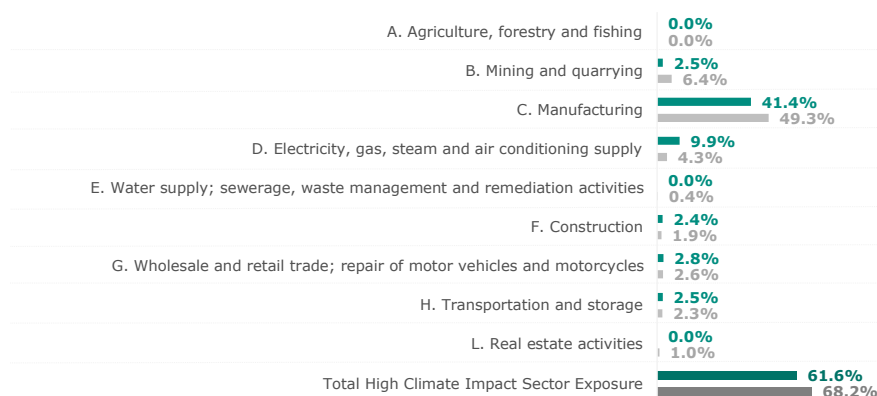 A. Agriculture, forestry and fishing
0.0%
0.0%
B. Mining and quarrying
2.5%
6.4%
C. Manufacturing
41.4%
49.3%
D. Electricity, gas, steam and air conditioning supply
9.9%
4.3%
E. Water supply; sewerage, waste management and remediation activities
0.0%
0.4%
F. Construction
2.4%
1.9%
G. Wholesale and retail trade; repair of motor vehicles and motorcycles
2.8%
2.6%
H. Transportation and storage
2.5%
2.3%
L. Real estate activities
0.0%
1.0%
Total High Climate Impact Sector Exposure
61.6%
68.2%